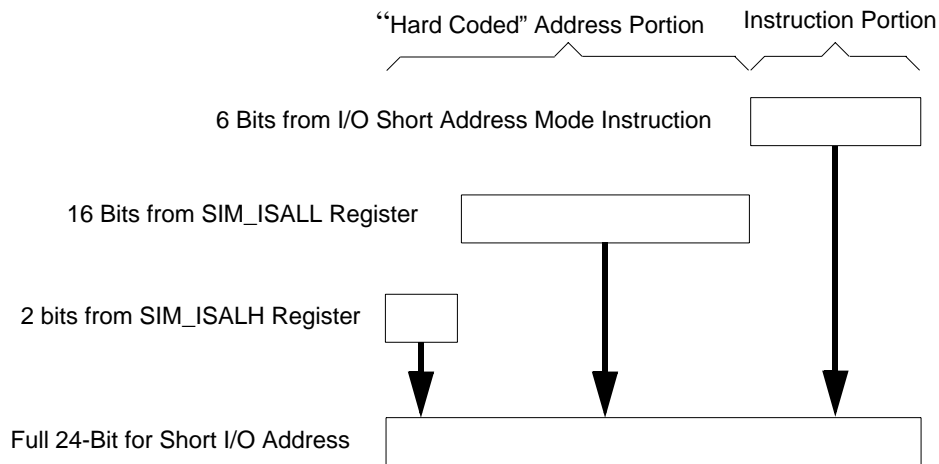 “Hard Coded” Address Portion
Instruction Portion
6 Bits from I/O Short Address Mode Instruction
16 Bits from SIM_ISALL Register
2 bits from SIM_ISALH Register
Full 24-Bit for Short I/O Address